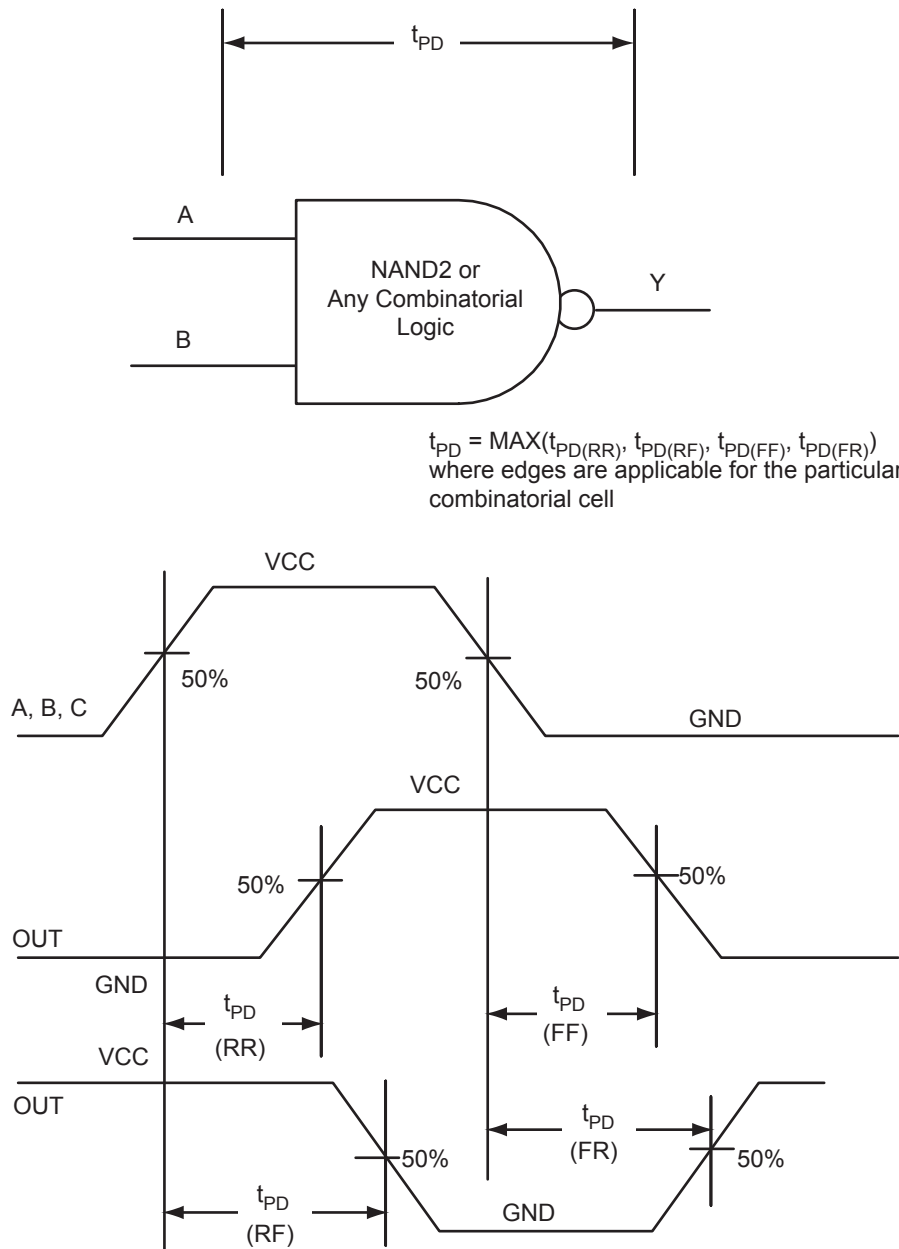 tPD
A
NAND2 or
Any Combinatorial
Logic
Y
B
tPD = MAX(tPD(RR), tPD(RF), tPD(FF), tPD(FR))
where edges are applicable for the particular
combinatorial cell
VCC
50%
50%
A, B, C
GND
VCC
50%
50%
OUT
GND
tPD
(RR)
tPD
(FF)
VCC
OUT
tPD
(FR)
50%
50%
tPD
(RF)
GND